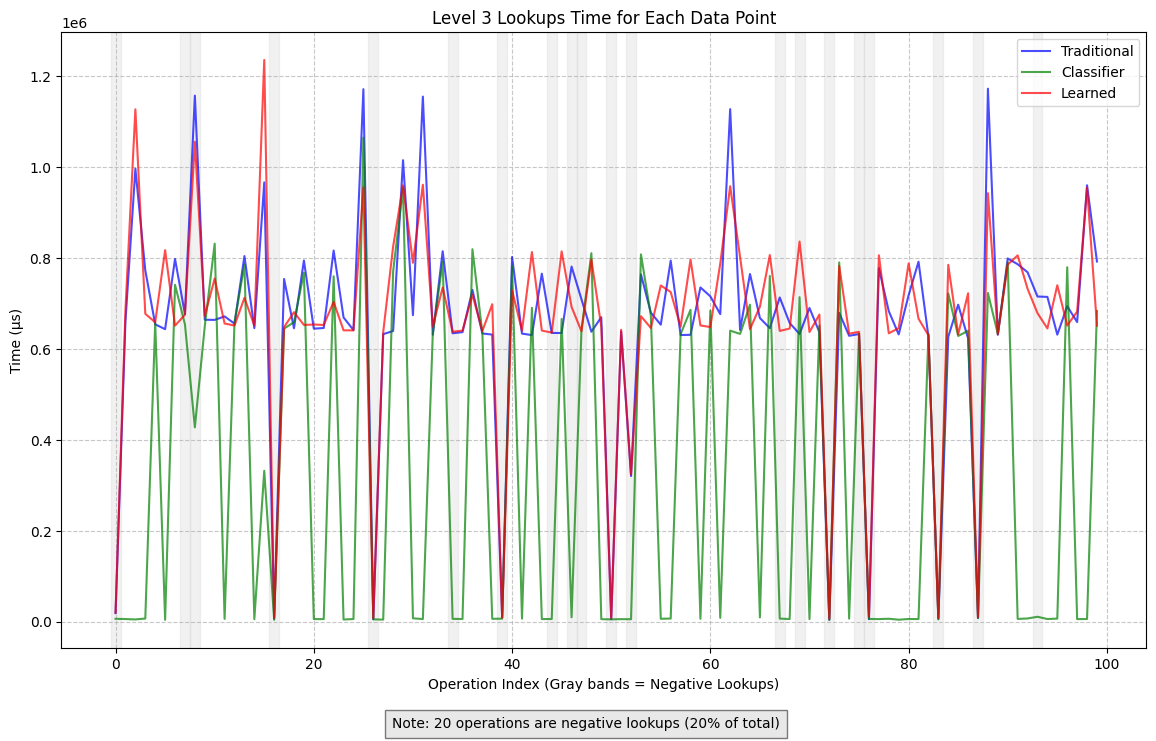 Level 3 Lookups Time for Each Data Point
1e6
Traditional
Classifier
Learned
1.2
1.0
0.8
0.6
0.4
0.2
0.0
Time (µs)
0 20 40 60 80 100
Operation Index (Gray bands = Negative Lookups)
Note: 20 operations are negative lookups (20% of total)